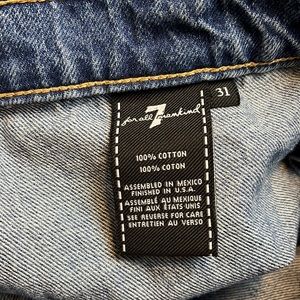 for all 7 mankind
31
100% COTTON
100% COTON
ASSEMBLED IN MEXICO
FINISHED IN U.S.A.
ASSEMBLÉ AU MEXIQUE
FINI AUX ÉTATS-UNIS
SEE REVERSE FOR CARE
ENTRETIEN AU VERSO